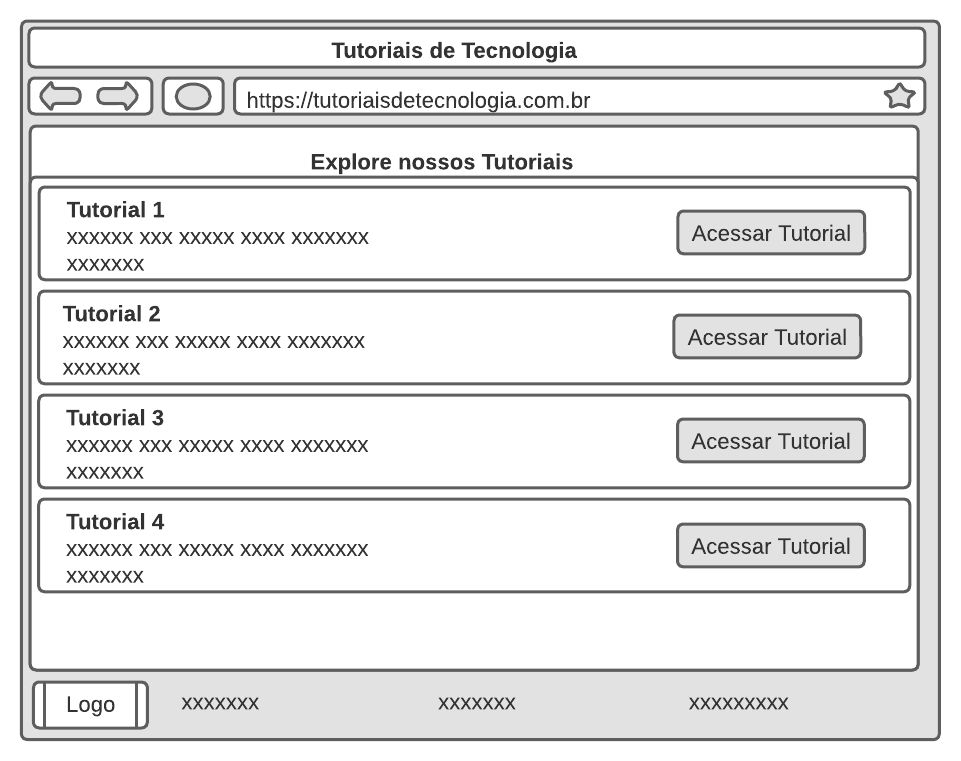 Tutoriais de Tecnologia
https://tutoriaisdetecnologia.com.br
Explore nossos Tutoriais
Tutorial 1
xxxxxx xxx xxxxx xxxx xxxxxxx
xxxxxxx
Acessar Tutorial
Tutorial 2
xxxxxx xxx xxxxx xxxx xxxxxxx
xxxxxxx
Acessar Tutorial
Tutorial 3
xxxxxx xxx xxxxx xxxx xxxxxxx
xxxxxxx
Acessar Tutorial
Tutorial 4
xxxxxx xxx xxxxx xxxx xxxxxxx
xxxxxxx
Acessar Tutorial
Logo xxxxxxx xxxxxxx xxxxxxxxx